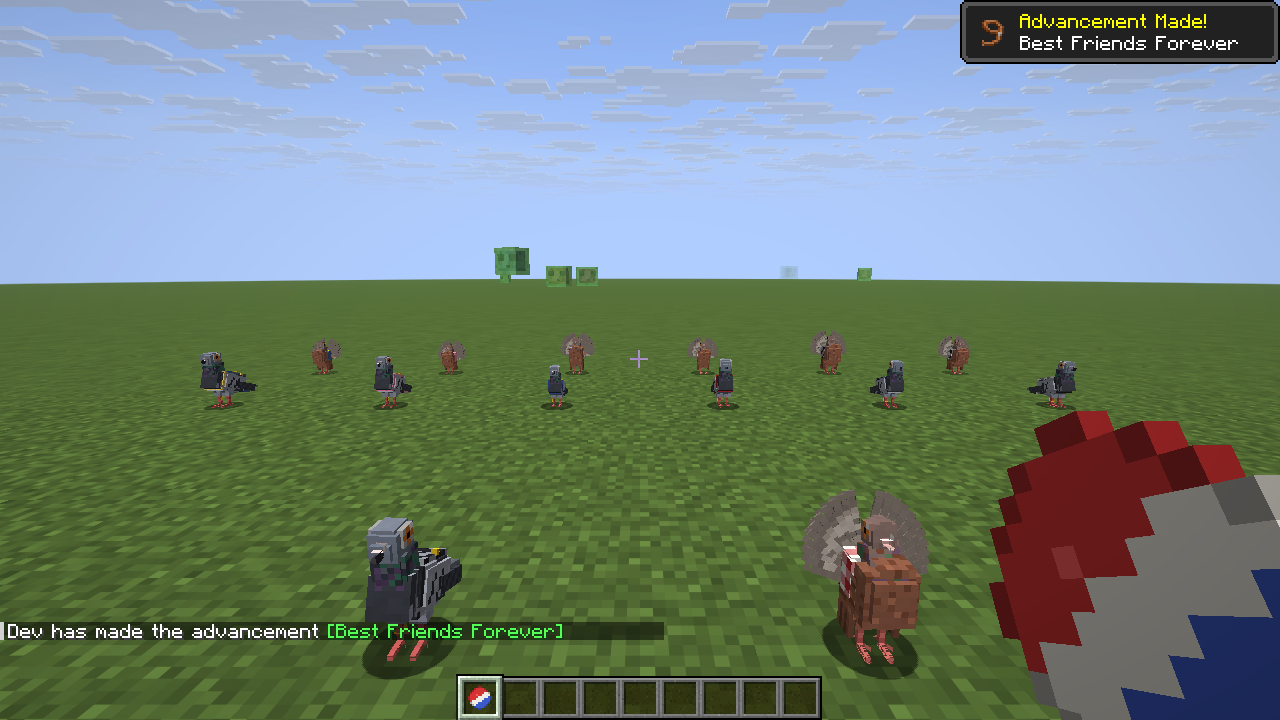 Advancement Made!
Best Friends Forever
Dev has made the advancement [Best Friends Forever]